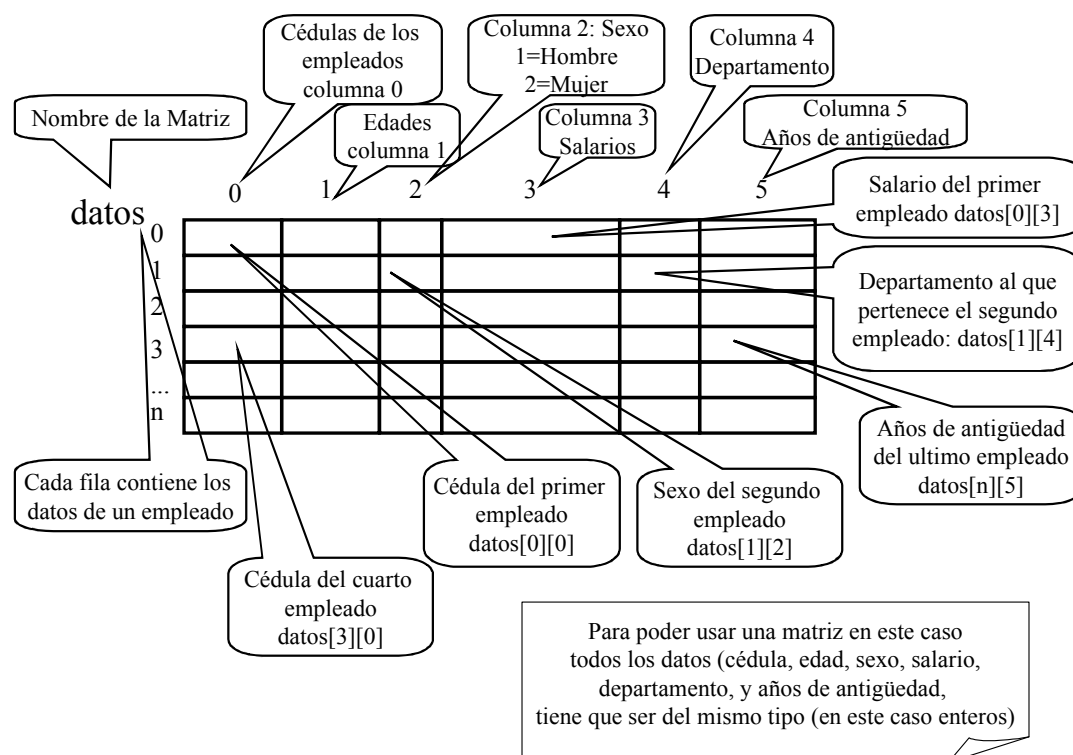 Cédulas de los
empleados
columna 0
Columna 2: Sexo
1=Hombre
2=Mujer
Columna 4
Departamento
Nombre de la Matriz
Edades
columna 1
Columna 3
Salarios
Columna 5
Años de antigüedad
0 1 2 3 4 5
datos
0
1
2
3
...
n
Salario del primer
empleado datos[0][3]
Departamento al que
pertenece el segundo
empleado: datos[1][4]
Años de antigüedad
del ultimo empleado
datos[n][5]
Cada fila contiene los
datos de un empleado
Cédula del primer
empleado
datos[0][0]
Sexo del segundo
empleado
datos[1][2]
Cédula del cuarto
empleado
datos[3][0]
Para poder usar una matriz en este caso
todos los datos (cédula, edad, sexo, salario,
departamento, y años de antigüedad,
tiene que ser del mismo tipo (en este caso enteros)